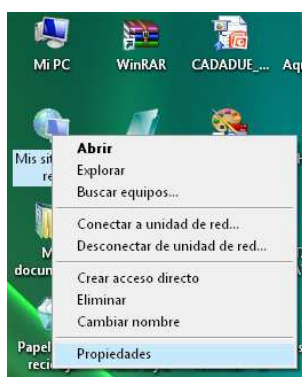 Mi PC WinRAR CADADUE_...
Mis
Abrir
Explorar
Buscar equipos...
Conectar a unidad de red...
Desconectar de unidad de red...
Crear acceso directo
Eliminar
Cambiar nombre
Propiedades